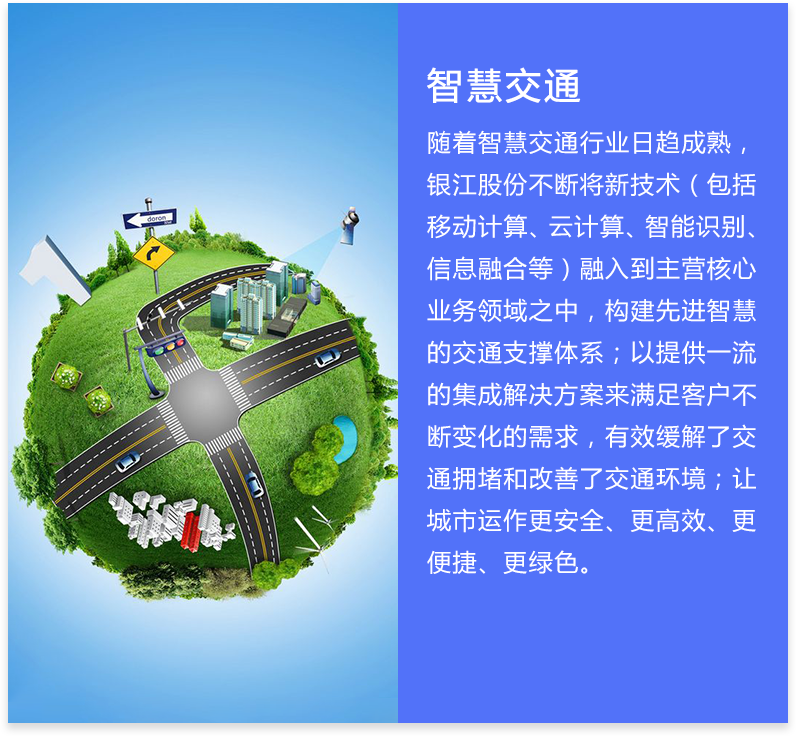 智慧交通
随着智慧交通行业日趋成熟，
银江股份不断将新技术（包括
移动计算、云计算、智能识别、
信息融合等）融入到主营核心
业务领域之中，构建先进智慧
的交通支撑体系；以提供一流
的集成解决方案来满足客户不
断变化的需求，有效缓解了交
通拥堵和改善了交通环境；让
城市运作更安全、更高效、更
便捷、更绿色。
doron